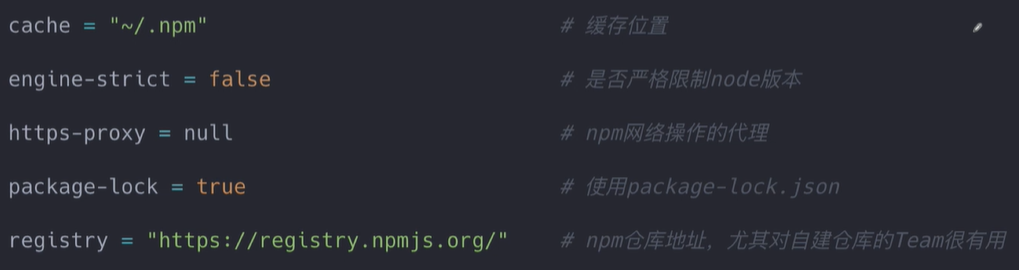 cache = "~/.npm" # 缓存位置
engine-strict = false # 是否严格限制node版本
https-proxy = null # npm网络操作的代理
package-lock = true # 使用package-lock.json
registry = "https://registry.npmjs.org/" # npm仓库地址，尤其对自建仓库的Team很有用